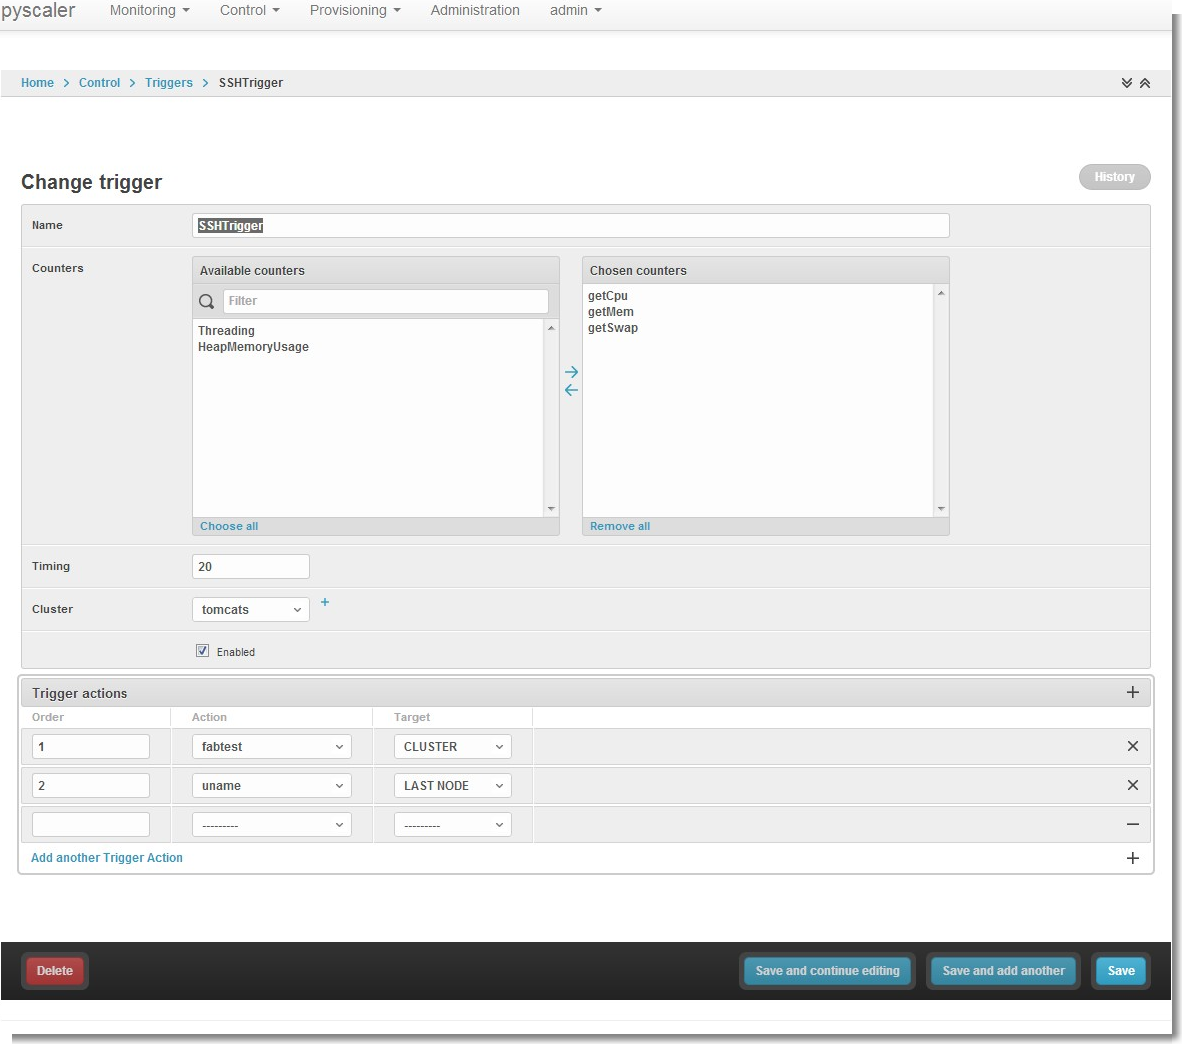 pyscaler Monitoring Control Provisioning Administration admin
Home > Control > Triggers > SSHTrigger
Change trigger
History
Name SSHTrigger
Counters
Available counters
Filter
Threading
HeapMemoryUsage
Choose all
Chosen counters
getCpu
getMem
getSwap
Remove all
Timing 20
Cluster tomcats +
Enabled
Trigger actions +
Order Action Target
1 fabtest CLUSTER
2 uname LAST NODE
--------- ---------
Add another Trigger Action +
Delete Save and continue editing Save and add another Save